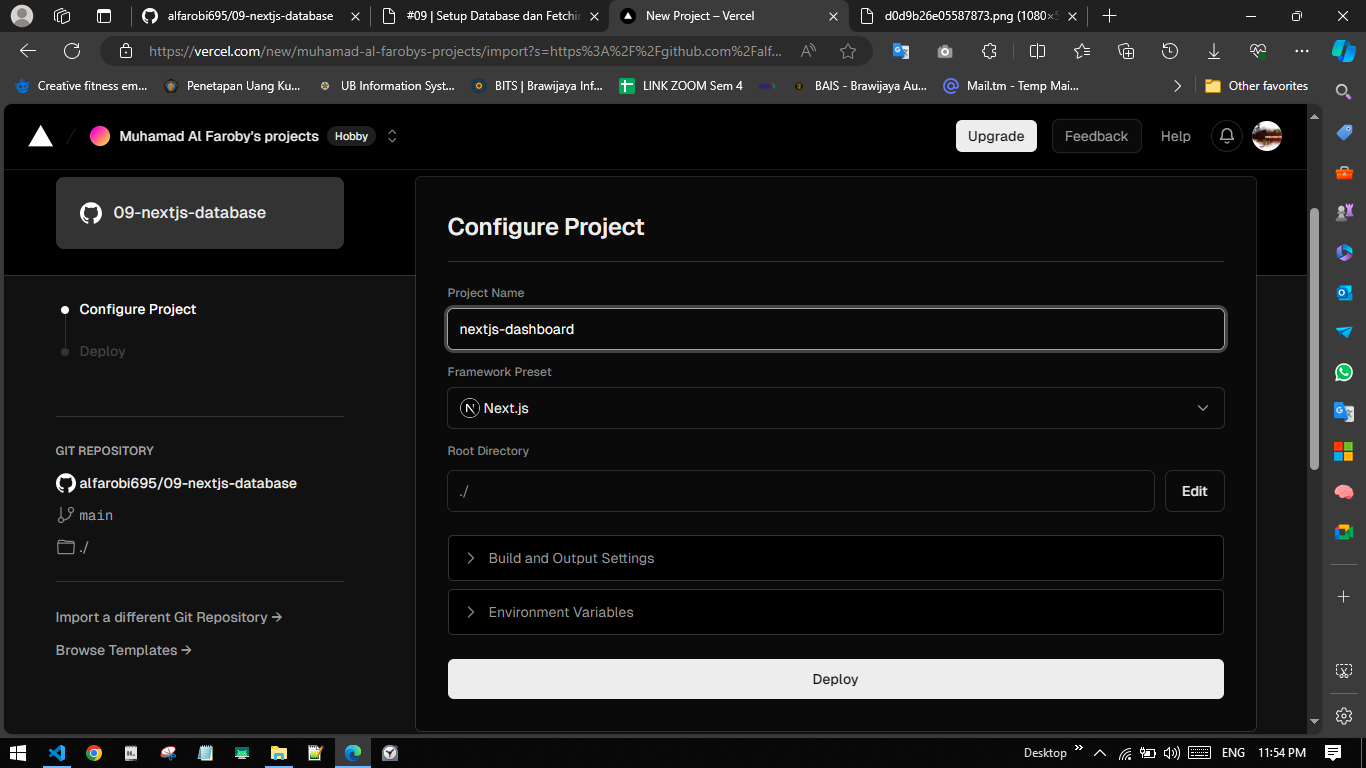 alfarobi695/09-nextjs-database
#09 | Setup Database dan Fetchin
New Project – Vercel
d0d9b26e05587873.png (1080×5
https://vercel.com/new/muhamad-al-farobys-projects/import?s=https%3A%2F%2Fgithub.com%2Falf...
Creative fitness em...
Penetapan Uang Ku...
UB Information Syst...
BITS | Brawijaya Inf...
LINK ZOOM Sem 4
BAIS - Brawijaya Au...
Mail.tm - Temp Mai...
Other favorites
Muhamad Al Faroby's projects
Hobby
Upgrade
Feedback
Help
09-nextjs-database
Configure Project
Deploy
GIT REPOSITORY
alfarobi695/09-nextjs-database
main
./
Import a different Git Repository →
Browse Templates →
Configure Project
Project Name
nextjs-dashboard
Framework Preset
N Next.js
Root Directory
./
Edit
Build and Output Settings
Environment Variables
Deploy
Desktop
ENG
11:54 PM